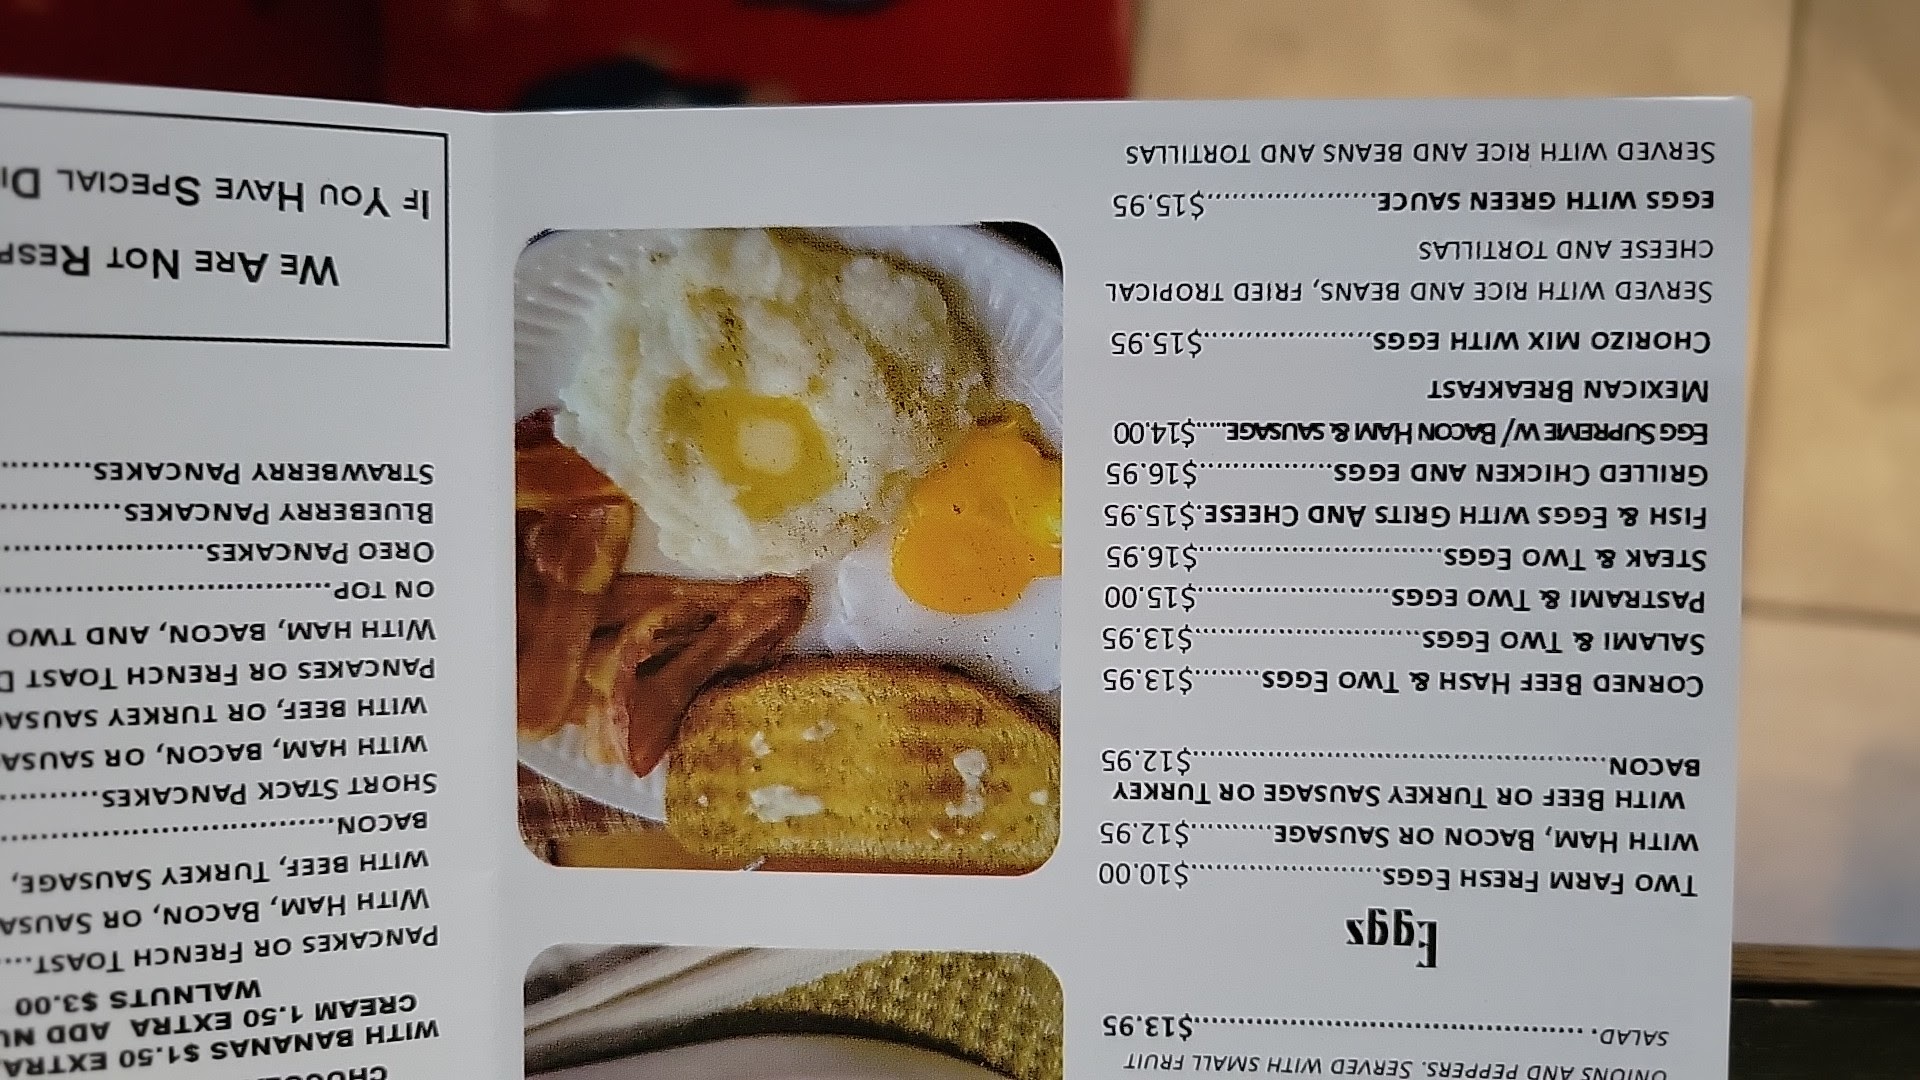 ONIONS AND PEPPERS. SERVED WITH SMALL FRUIT
SALAD. ..................................................$13.95
Eggs
TWO FARM FRESH EGGS.........................$10.00
WITH HAM, BACON OR SAUSAGE...........$12.95
WITH BEEF OR TURKEY SAUSAGE OR TURKEY
BACON.................................................$12.95
CORNED BEEF HASH & TWO EGGS........$13.95
SALAMI & TWO EGGS...........................$13.95
PASTRAMI & TWO EGGS........................$15.00
STEAK & TWO EGGS..............................$16.95
FISH & EGGS WITH GRITS AND CHEESE.$15.95
GRILLED CHICKEN AND EGGS.................$16.95
EGG SUPREME W/ BACON HAM & SAUSAGE......$14.00
MEXICAN BREAKFAST
CHORIZO MIX WITH EGGS.....................$15.95
SERVED WITH RICE AND BEANS, FRIED TROPICAL
CHEESE AND TORTILLAS
EGGS WITH GREEN SAUCE.....................$15.95
SERVED WITH RICE AND BEANS AND TORTILLAS
WITH BANANAS $1.50 EXTRA
CREAM 1.50 EXTRA ADD NU
WALNUTS $3.00
PANCAKES OR FRENCH TOAST....
WITH HAM, BACON, OR SAUSA
WITH BEEF, TURKEY SAUSAGE,
BACON........................................
SHORT STACK PANCAKES............
WITH HAM, BACON, OR SAUSA
WITH BEEF, OR TURKEY SAUSAG
PANCAKES OR FRENCH TOAST D
WITH HAM, BACON, AND TWO
ON TOP.......................................
OREO PANCAKES........................
BLUEBERRY PANCAKES...............
STRAWBERRY PANCAKES............
WE ARE NOT RESP
IF YOU HAVE SPECIAL DI